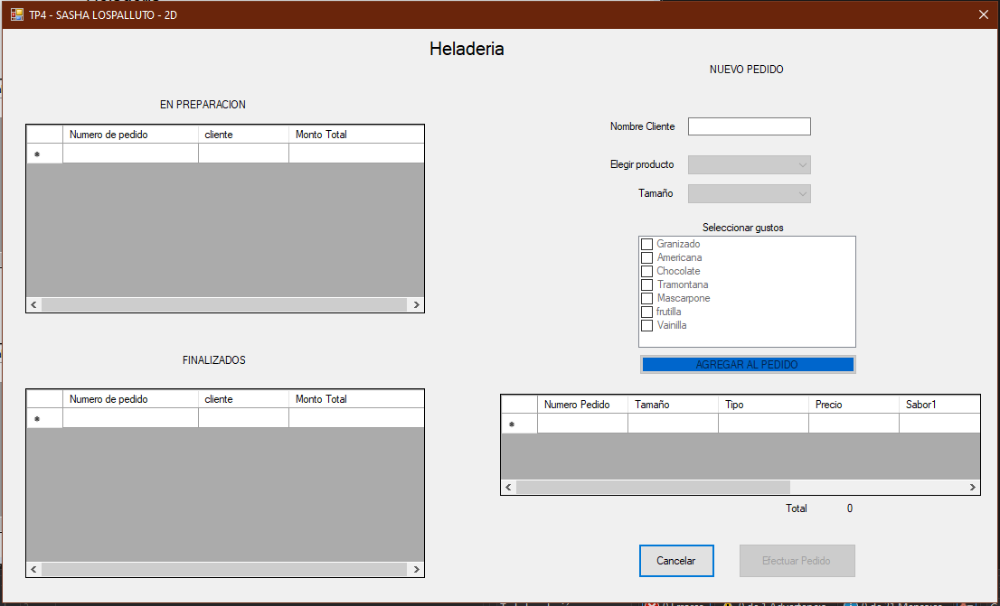 TP4 - SASHA LOSPALLUTO - 2D
Heladeria
EN PREPARACION
Numero de pedido cliente Monto Total
FINALIZADOS
Numero de pedido cliente Monto Total
NUEVO PEDIDO
Nombre Cliente
Elegir producto
Tamaño
Seleccionar gustos
Granizado
Americana
Chocolate
Tramontana
Mascarpone
frutilla
Vainilla
AGREGAR AL PEDIDO
Numero Pedido Tamaño Tipo Precio Sabor1
Total 0
Cancelar Efectuar Pedido